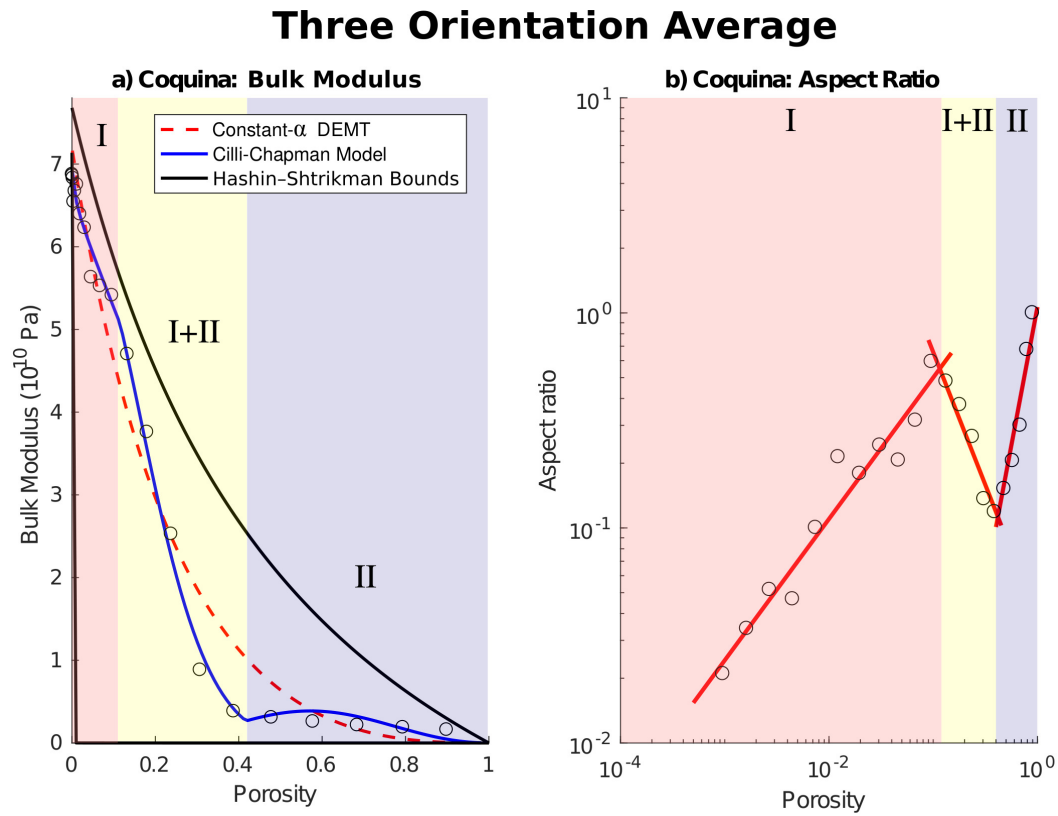 Three Orientation Average
a) Coquina: Bulk Modulus
I
I+II
II
Constant-α DEMT
Cilli-Chapman Model
Hashin–Shtrikman Bounds
7
6
5
4
3
2
1
0
Bulk Modulus (10^10 Pa)
0 0.2 0.4 0.6 0.8 1
Porosity
b) Coquina: Aspect Ratio
I I+II II
10^1
10^0
10^-1
10^-2
Aspect ratio
10^-4 10^-2 10^0
Porosity